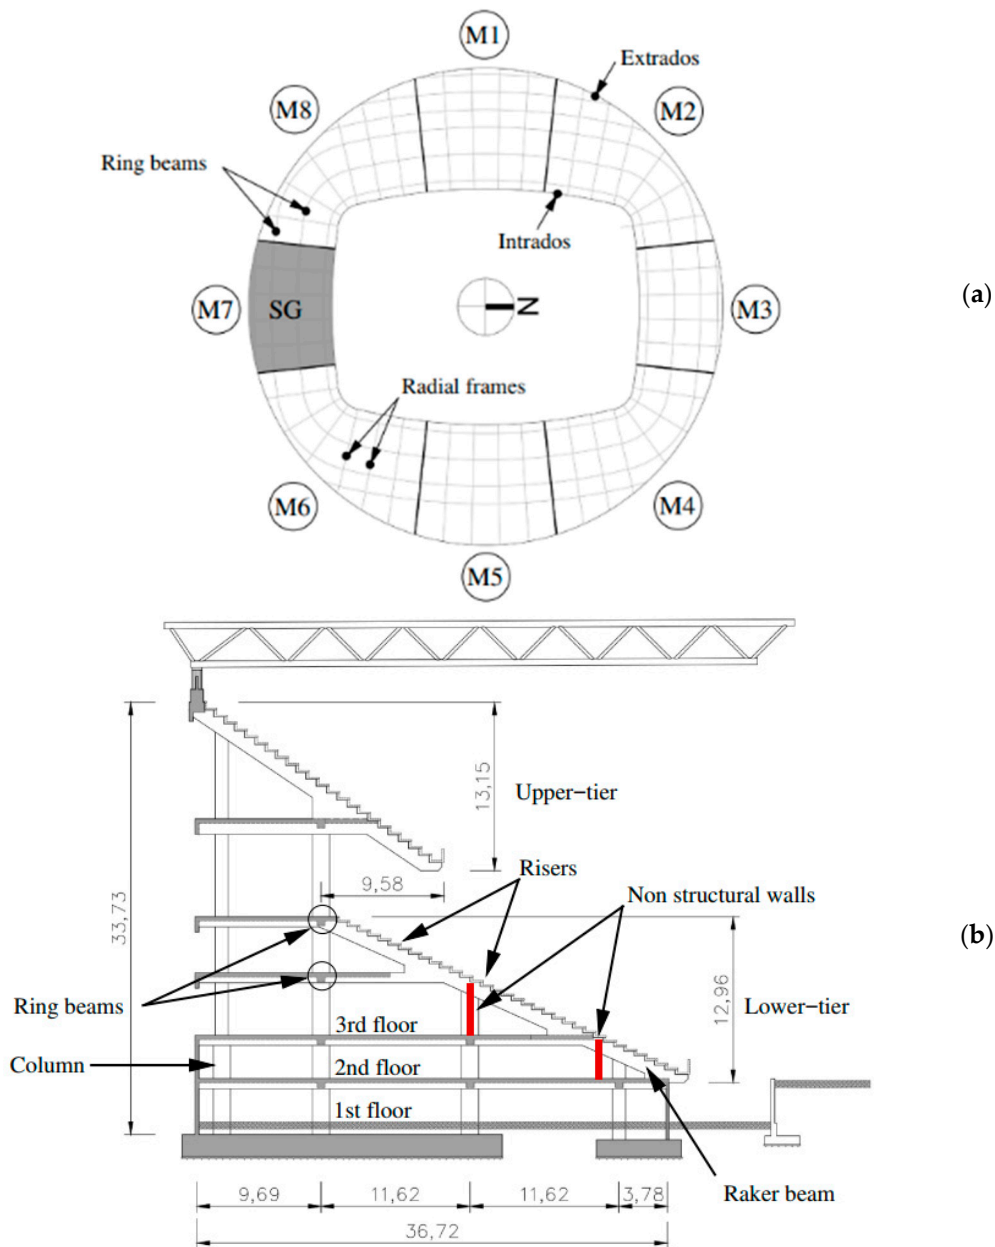 M1
Extrados
M8
M2
Ring beams
Intrados
M7
SG
N
M3
(a)
Radial frames
M6
M4
M5
13,15
Upper-tier
Risers
9,58
Non structural walls
33,73
(b)
Ring beams
12,96
Lower-tier
3rd floor
Column
2nd floor
1st floor
9,69
11,62
11,62
3,78
Raker beam
36,72